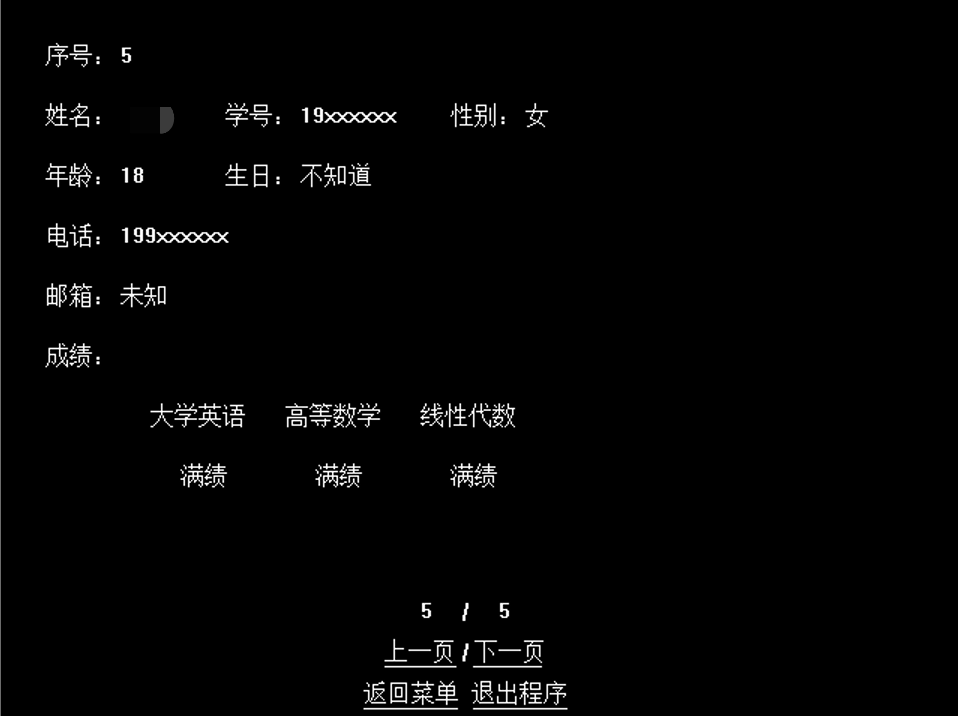 序号：5
姓名： 学号：19xxxxxx 性别：女
年龄：18 生日：不知道
电话：199xxxxxx
邮箱：未知
成绩：
大学英语 高等数学 线性代数
满绩 满绩 满绩
5 / 5
上一页 / 下一页
返回菜单 退出程序